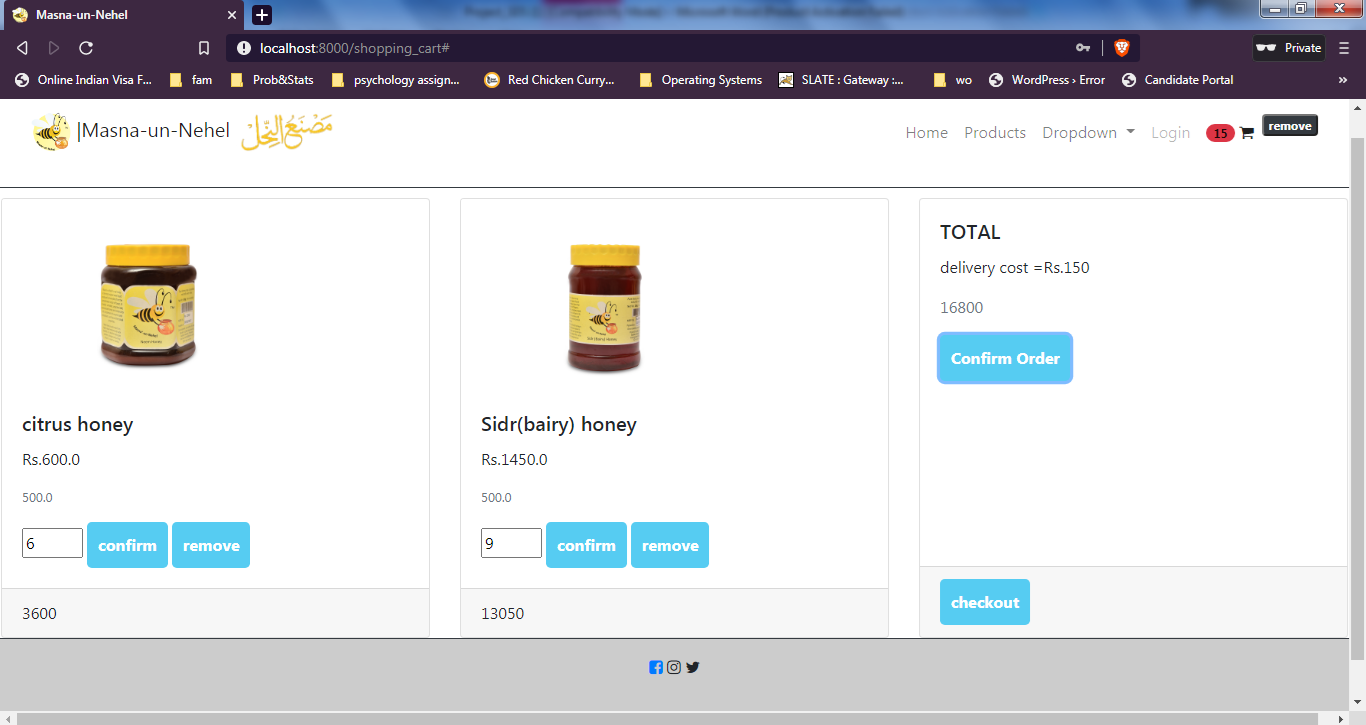 Masna-un-Nehel
localhost:8000/shopping_cart#
Private
Online Indian Visa F...
fam
Prob&Stats
psychology assign...
Red Chicken Curry...
Operating Systems
SLATE : Gateway :...
wo
WordPress › Error
Candidate Portal
»
|Masna-un-Nehel
مَصْنَعُ النَّحْل
Home
Products
Dropdown
Login
15
remove
citrus honey
Rs.600.0
500.0
6
confirm
remove
3600
Sidr(bairy) honey
Rs.1450.0
500.0
9
confirm
remove
13050
TOTAL
delivery cost =Rs.150
16800
Confirm Order
checkout